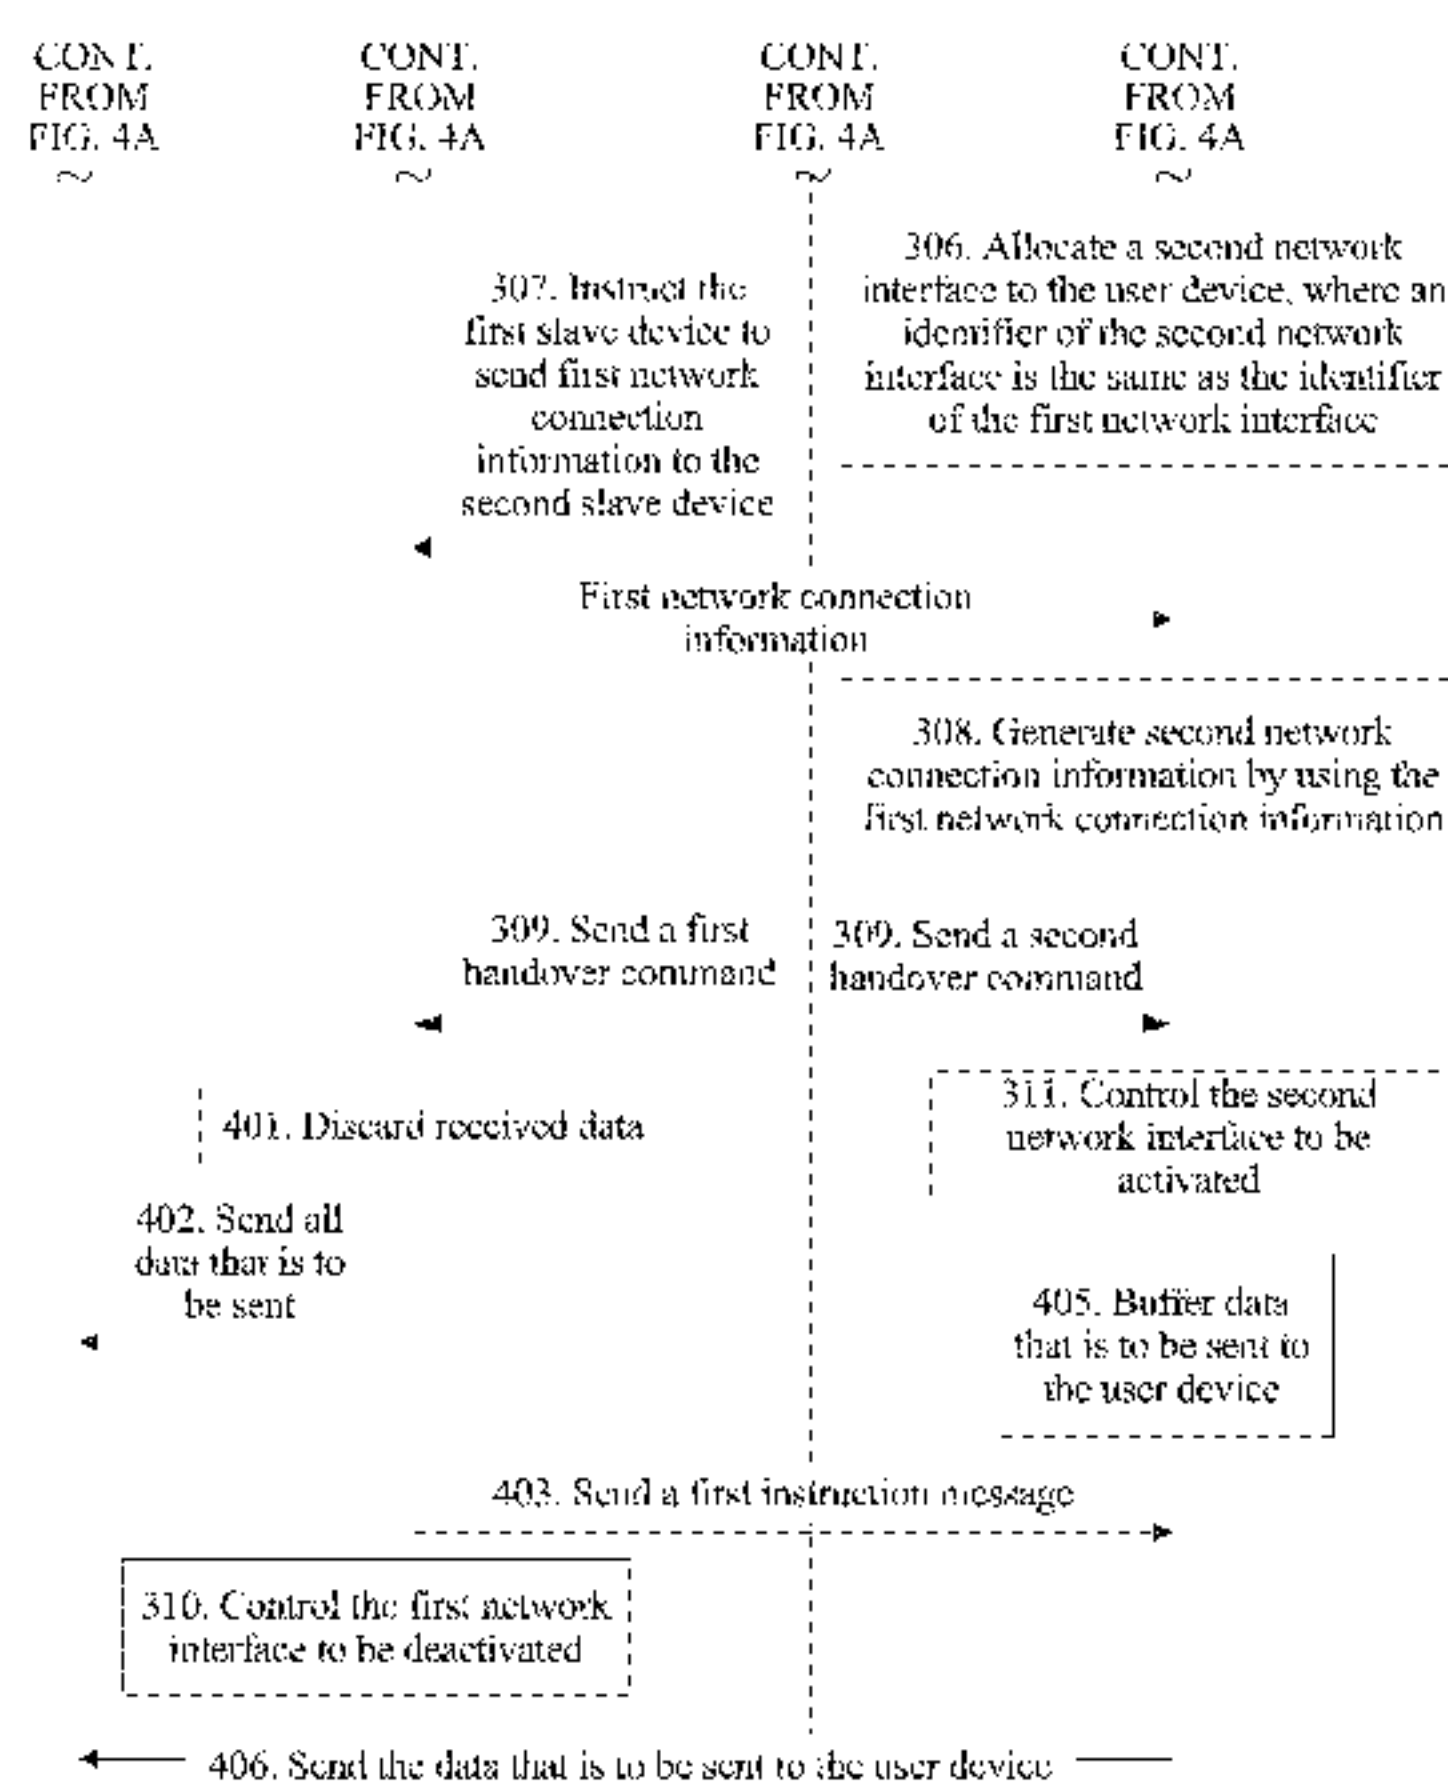 CONT. CONT. CONT. CONT.
FROM FROM FROM FROM
FIG. 4A FIG. 4A FIG. 4A FIG. 4A
306. Allocate a second network
interface to the user device, where an
identifier of the second network
interface is the same as the identifier
of the first network interface
307. Instruct the
first slave device to
send first network
connection
information to the
second slave device
First network connection
information
308. Generate second network
connection information by using the
first network connection information
309. Send a first
handover command
309. Send a second
handover command
401. Discard received data
311. Control the second
network interface to be
activated
402. Send all
data that is to
be sent
405. Buffer data
that is to be sent to
the user device
403. Send a first instruction message
310. Control the first network
interface to be deactivated
406. Send the data that is to be sent to the user device